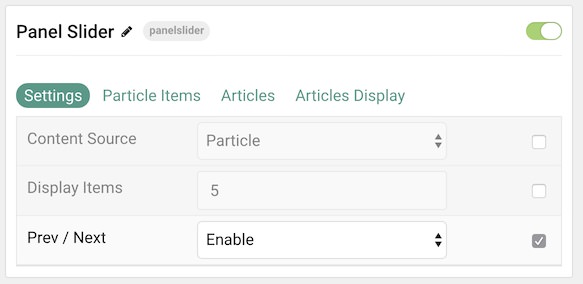 Panel Slider panelslider
Settings Particle Items Articles Articles Display
Content Source Particle
Display Items 5
Prev / Next Enable